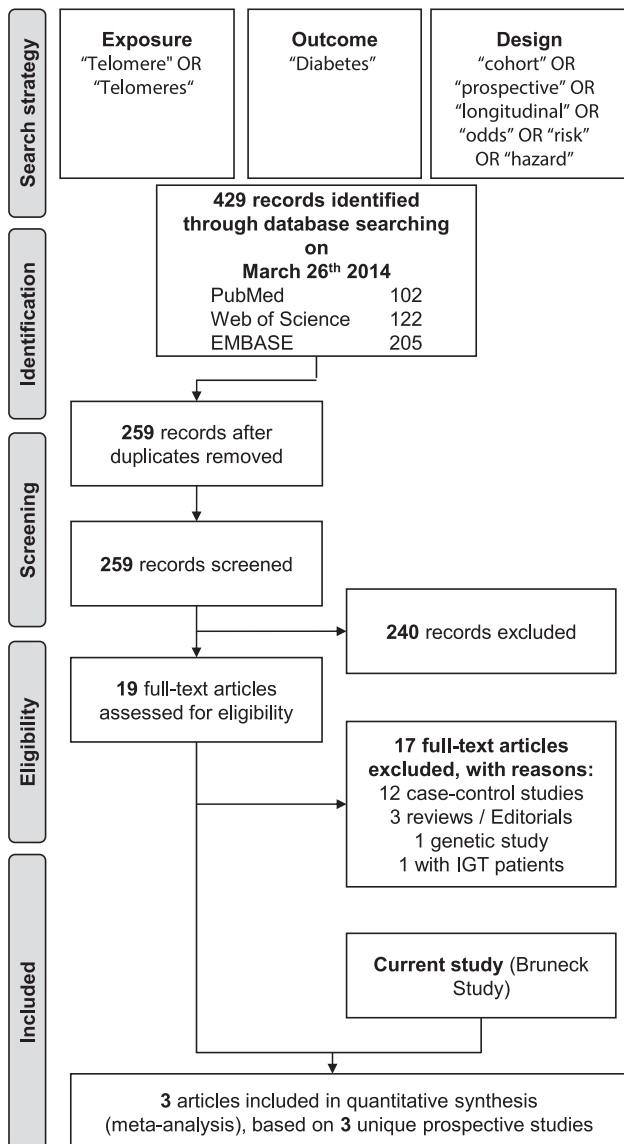 Search strategy
Exposure
“Telomere" OR
“Telomeres“
Outcome
“Diabetes”
Design
“cohort” OR
“prospective” OR
“longitudinal” OR
“odds” OR “risk”
OR “hazard”
Identification
429 records identified
through database searching
on
March 26th 2014
PubMed 102
Web of Science 122
EMBASE 205
259 records after
duplicates removed
Screening
259 records screened
240 records excluded
Eligibility
19 full-text articles
assessed for eligibility
17 full-text articles
excluded, with reasons:
12 case-control studies
3 reviews / Editorials
1 genetic study
1 with IGT patients
Included
Current study (Bruneck
Study)
3 articles included in quantitative synthesis
(meta-analysis), based on 3 unique prospective studies